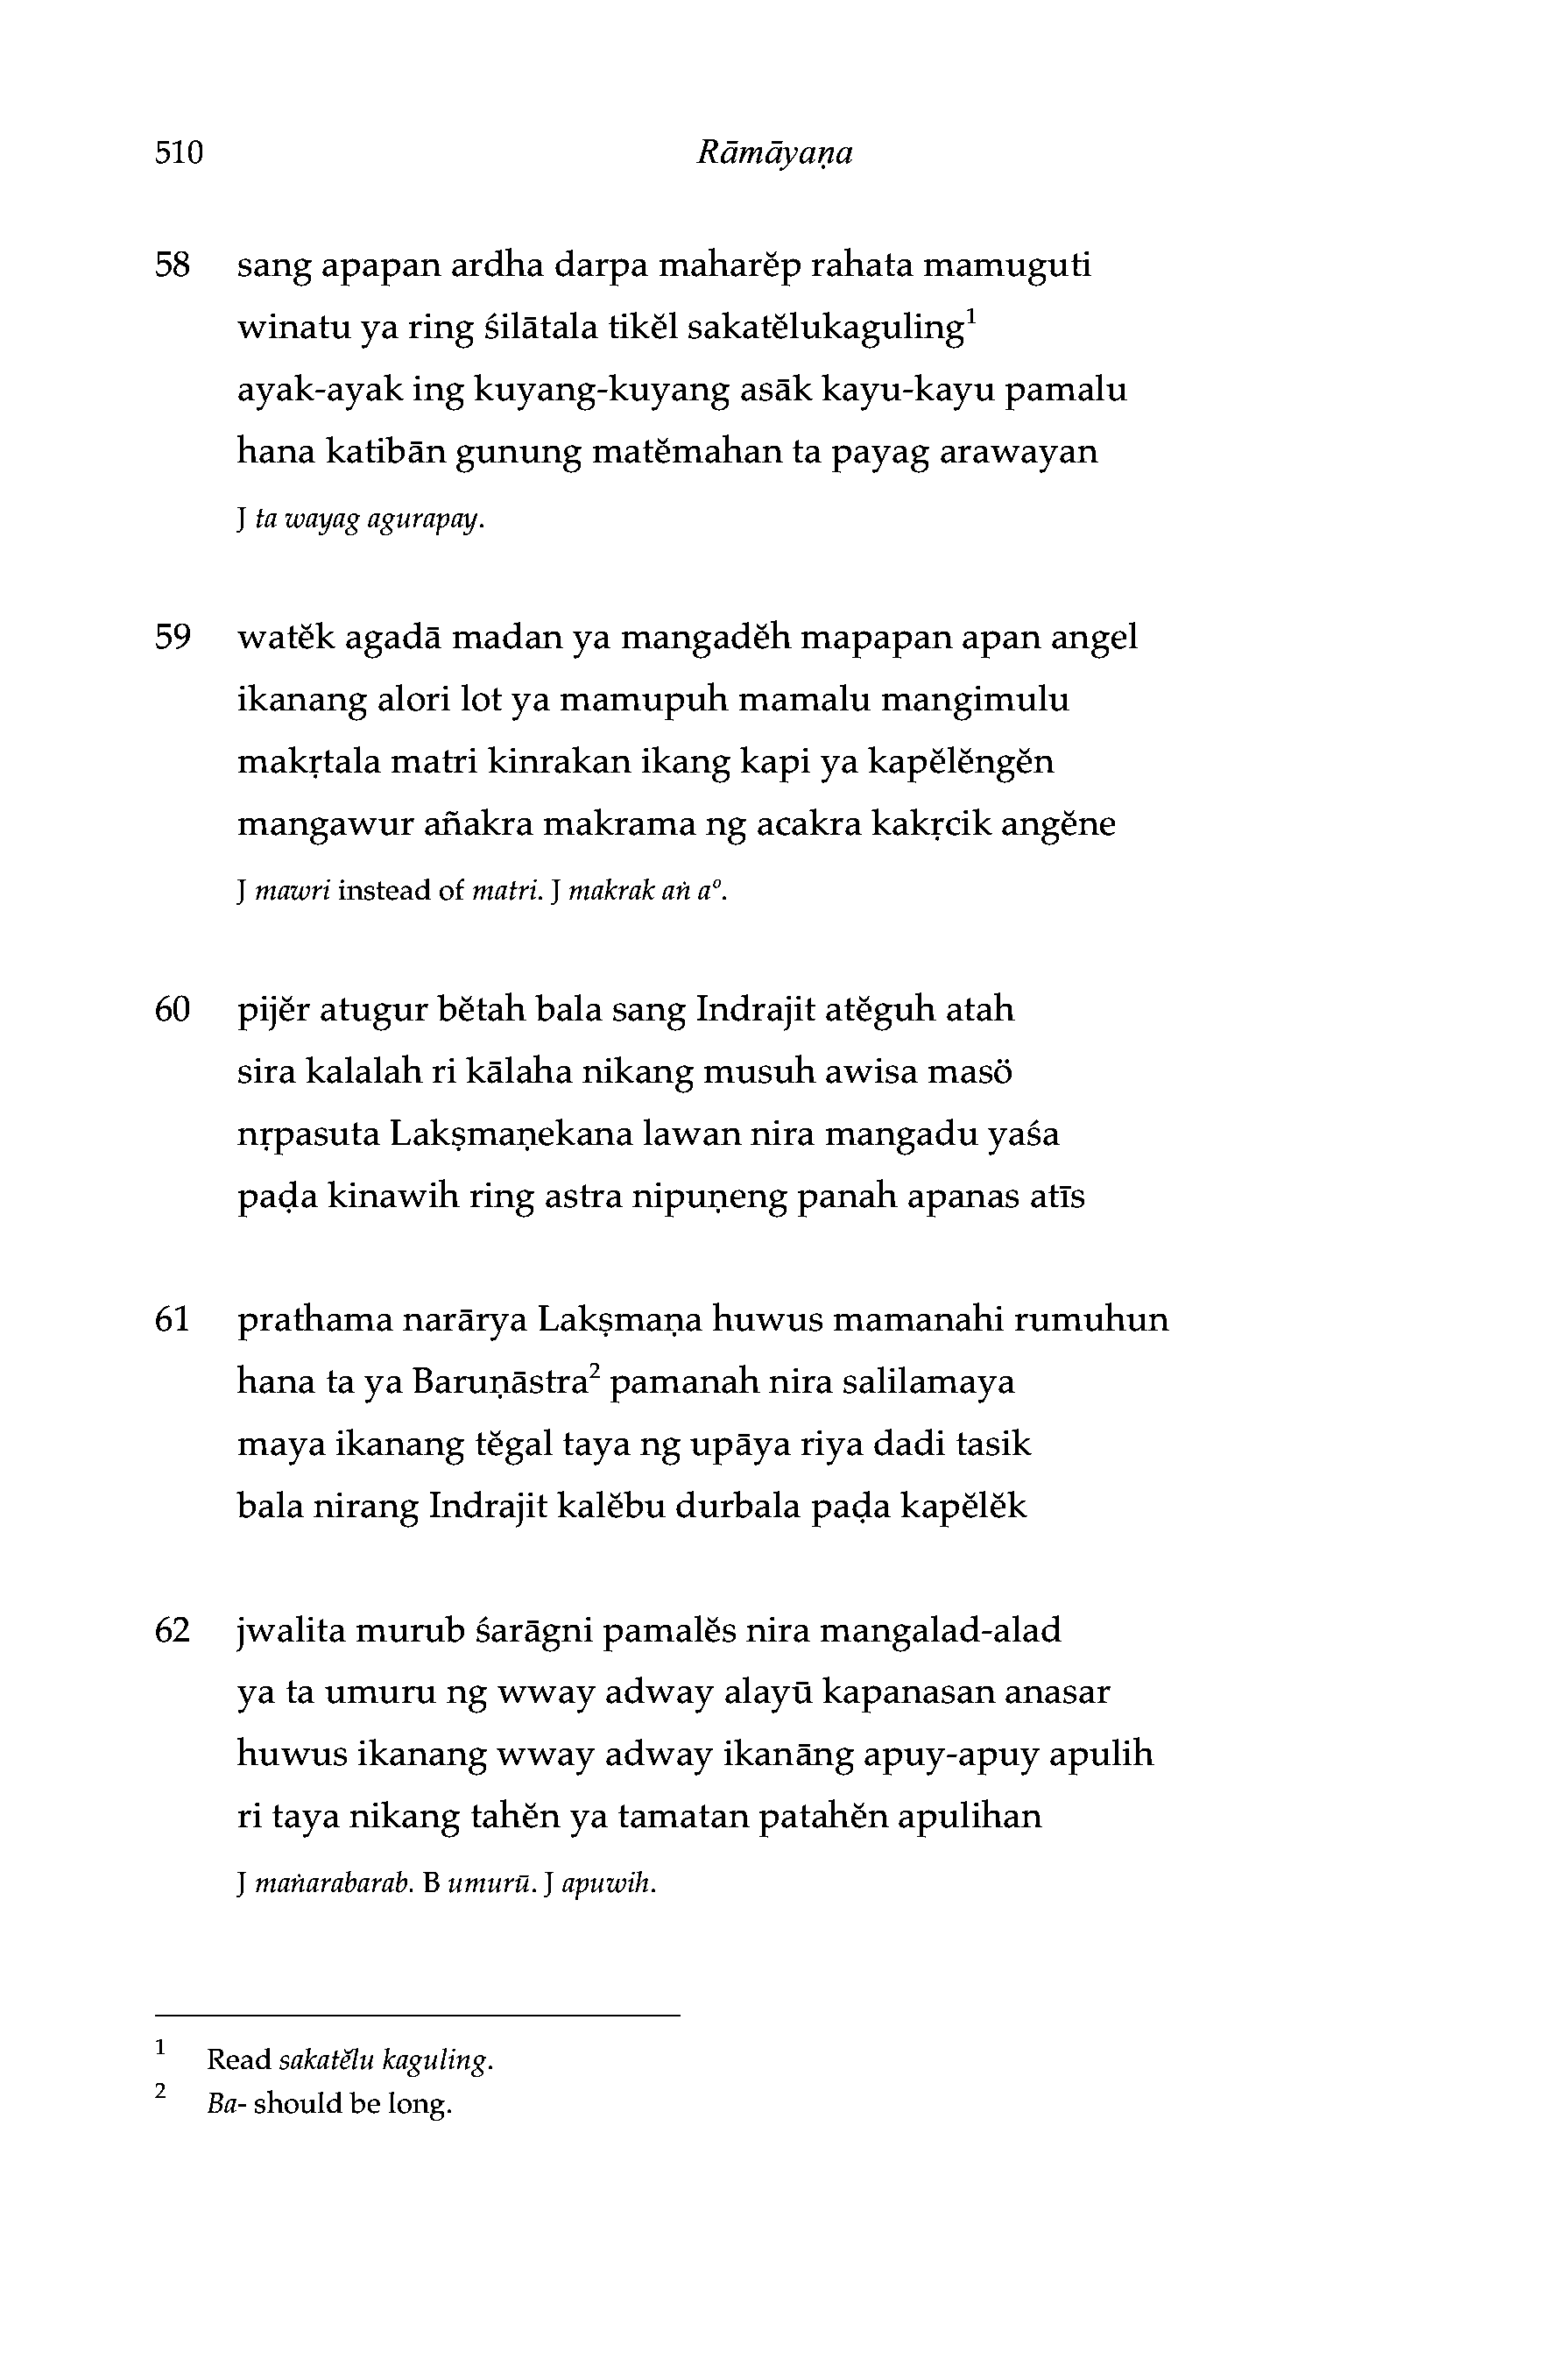 510 Rāmāyaṇa
58 sang apapan ardha darpa maharĕp rahata mamuguti
winatu ya ring śilātala tikĕl sakatĕlukaguling¹
ayak-ayak ing kuyang-kuyang asāk kayu-kayu pamalu
hana katibān gunung matĕmahan ta payag arawayan
J ta wayag agurapay.
59 watĕk agadā madan ya mangadĕh mapapan apan angel
ikanang alori lot ya mamupuh mamalu mangimulu
makṛtala matri kinrakan ikang kapi ya kapĕlĕngĕn
mangawur añakra makrama ng acakra kakṛcik angĕne
J mawri instead of matri. J makrak aṅ aº.
60 pijĕr atugur bĕtah bala sang Indrajit atĕguh atah
sira kalalah ri kālaha nikang musuh awisa masö
nṛpasuta Lakṣmaṇekana lawan nira mangadu yaśa
paḍa kinawih ring astra nipuṇeng panah apanas atīs
61 prathama narārya Lakṣmaṇa huwus mamanahi rumuhun
hana ta ya Baruṇāstra² pamanah nira salilamaya
maya ikanang tĕgal taya ng upāya riya dadi tasik
bala nirang Indrajit kalĕbu durbala paḍa kapĕlĕk
62 jwalita murub śarāgni pamalĕs nira mangalad-alad
ya ta umuru ng wway adway alayū kapanasan anasar
huwus ikanang wway adway ikanāng apuy-apuy apulih
ri taya nikang tahĕn ya tamatan patahĕn apulihan
J maṅarabarab. B umurū. J apuwih.
1 Read sakatĕlu kaguling.
2 Ba- should be long.